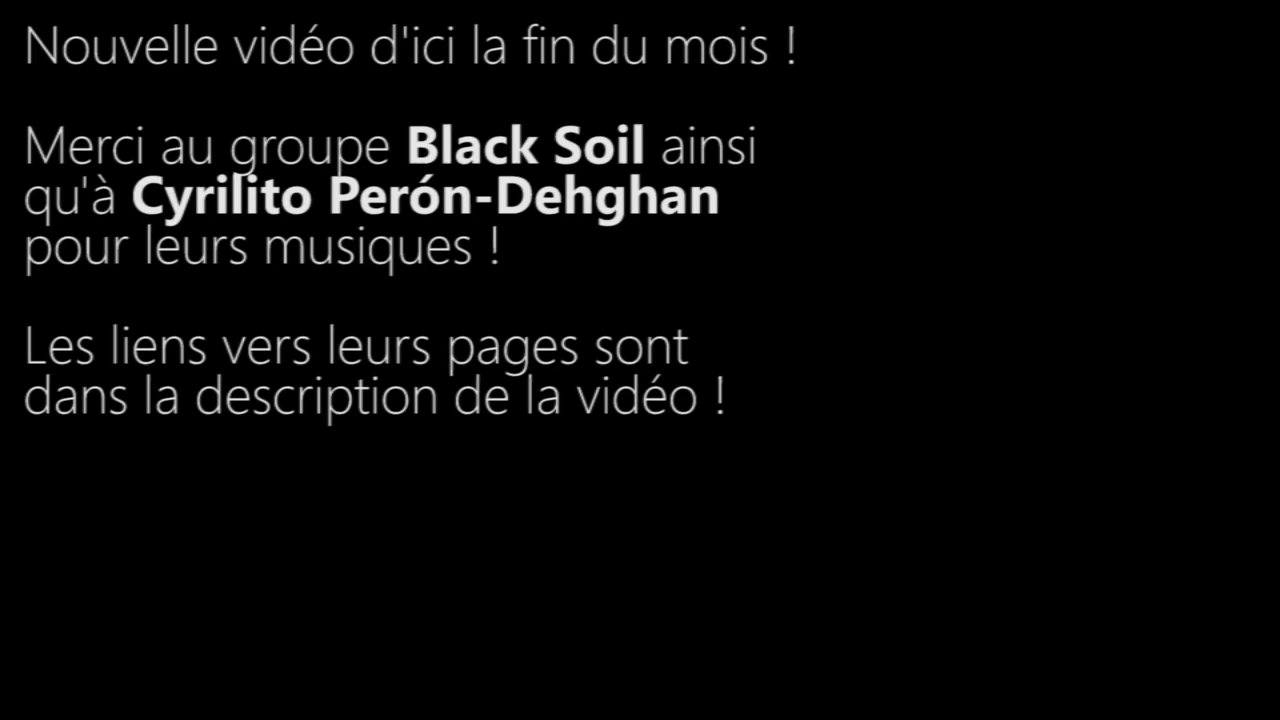 Nouvelle vidéo d'ici la fin du mois !
Merci au groupe Black Soil ainsi
qu'à Cyrilito Perón-Dehghan
pour leurs musiques !
Les liens vers leurs pages sont
dans la description de la vidéo !